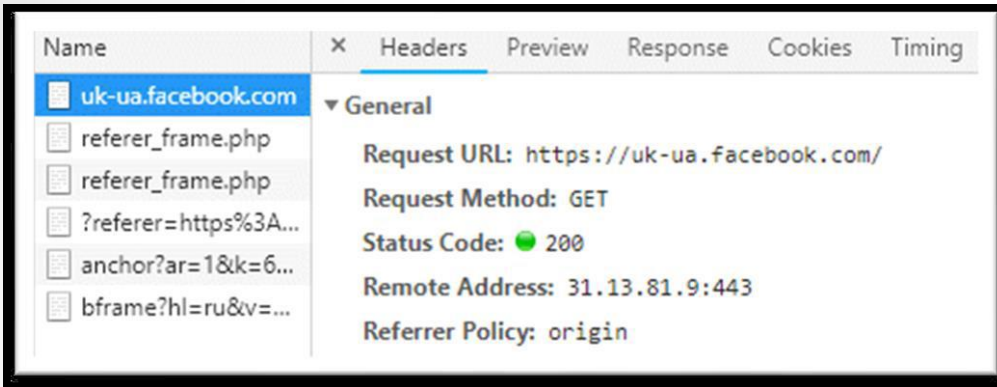 Name
× Headers Preview Response Cookies Timing
uk-ua.facebook.com
referer_frame.php
referer_frame.php
?referer=https%3A...
anchor?ar=1&k=6...
bframe?hl=ru&v=...
▼ General
Request URL: https://uk-ua.facebook.com/
Request Method: GET
Status Code: 200
Remote Address: 31.13.81.9:443
Referrer Policy: origin